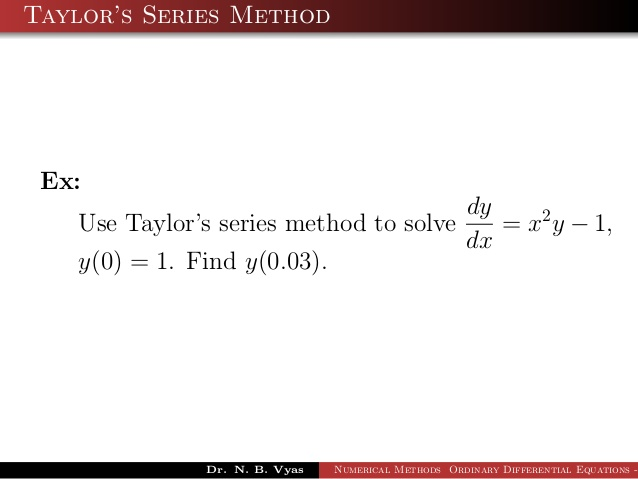 Taylor's Series Method
Ex:
Use Taylor's series method to solve dy/dx = x²y − 1,
y(0) = 1. Find y(0.03).
Dr. N. B. Vyas Numerical Methods Ordinary Differential Equations -